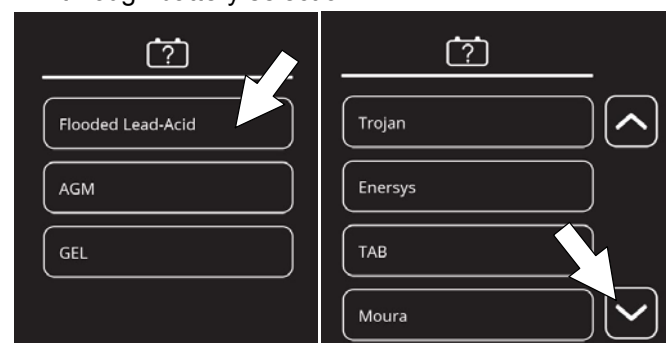 ?
Flooded Lead-Acid
AGM
GEL
?
Trojan
Enersys
TAB
Moura